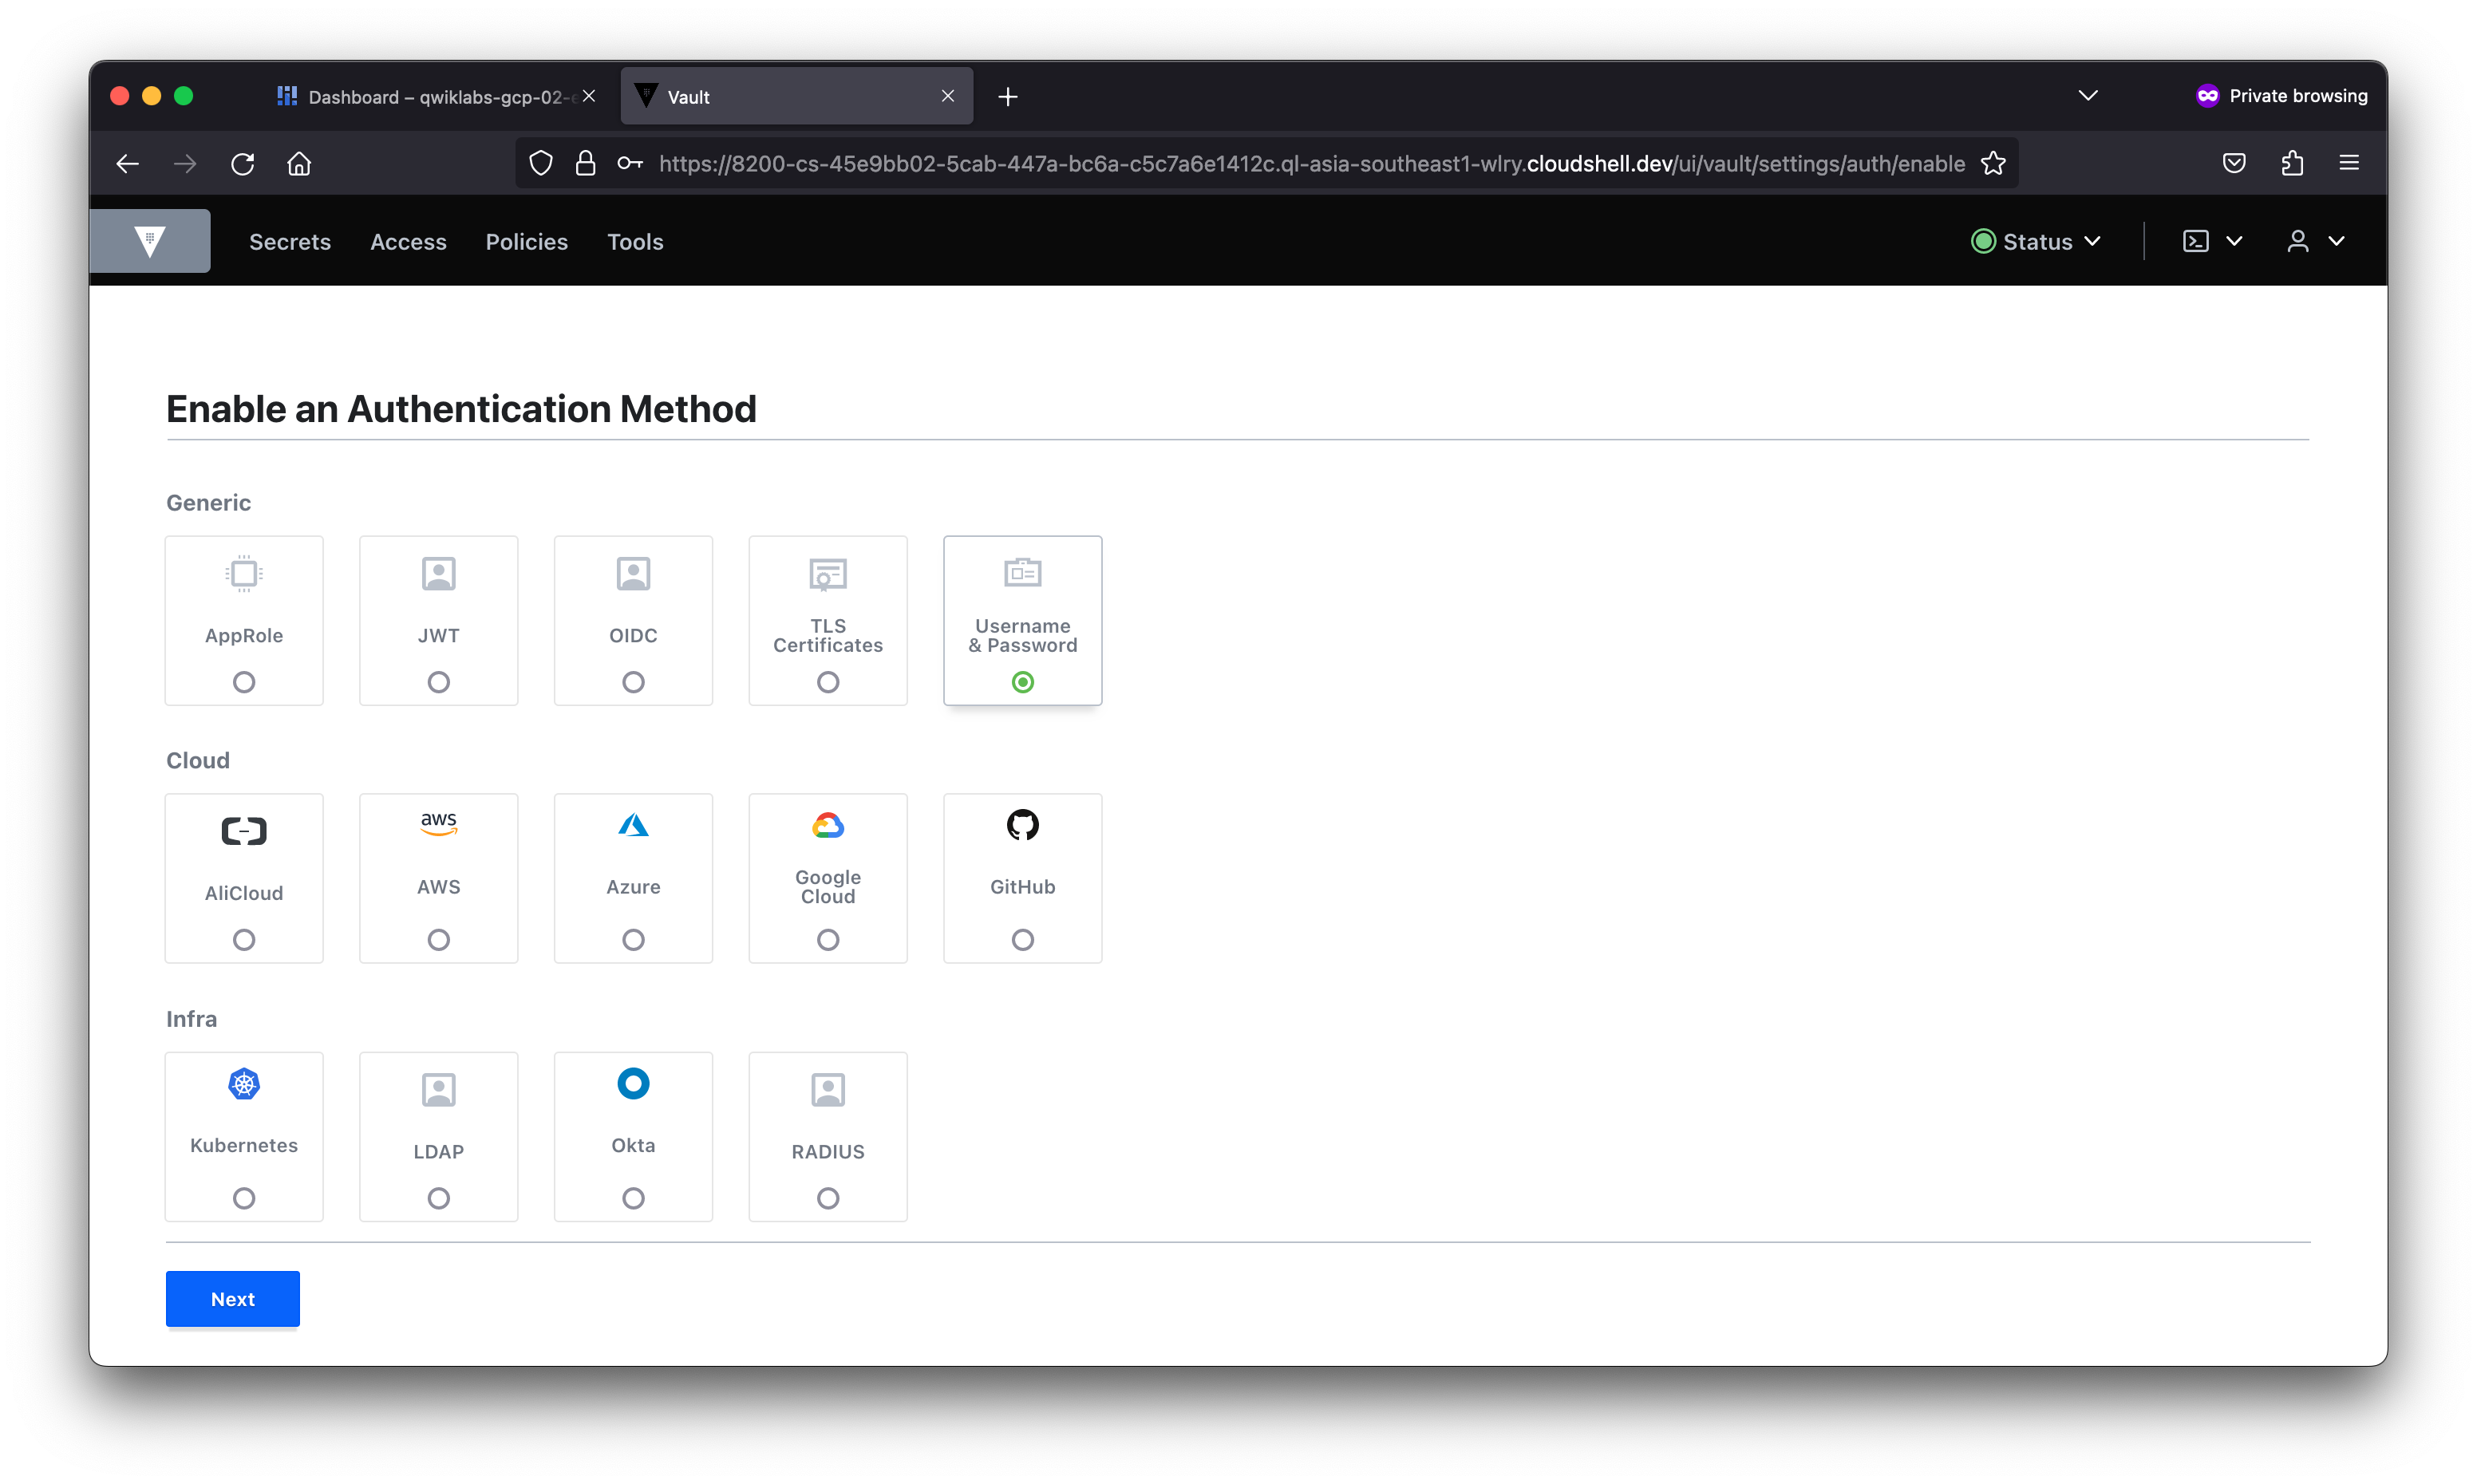 Dashboard – qwiklabs-gcp-02-
Vault
Private browsing
https://8200-cs-45e9bb02-5cab-447a-bc6a-c5c7a6e1412c.ql-asia-southeast1-wlry.cloudshell.dev/ui/vault/settings/auth/enable
Secrets Access Policies Tools
Status
Enable an Authentication Method
Generic
AppRole
JWT
OIDC
TLS
Certificates
Username
& Password
Cloud
AliCloud
aws
AWS
Azure
Google
Cloud
GitHub
Infra
Kubernetes
LDAP
Okta
RADIUS
Next